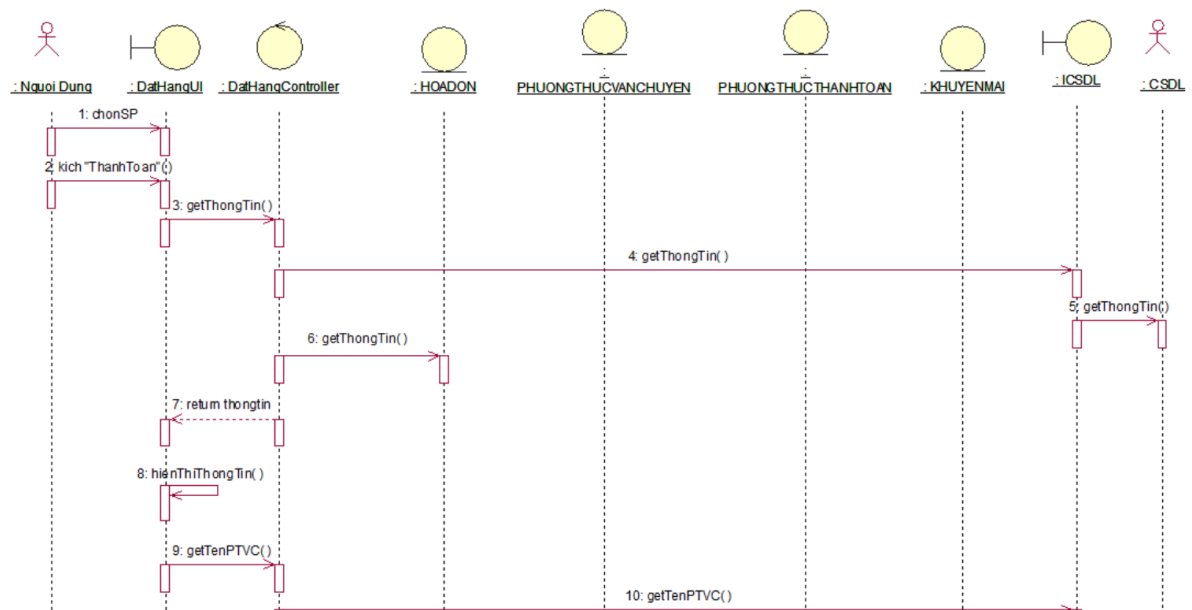 : Nguoi Dung
: DatHangUI
: DatHangController
: HOADON
:
PHUONGTHUCVANCHUYEN
:
PHUONGTHUCTHANHTOAN
: KHUYENMAI
: ICSDL
: CSDL
1: chonSP
2: kich "ThanhToan"( )
3: getThongTin( )
4: getThongTin( )
5: getThongTin( )
6: getThongTin( )
7: return thongtin
8: hienThiThongTin( )
9: getTenPTVC( )
10: getTenPTVC( )